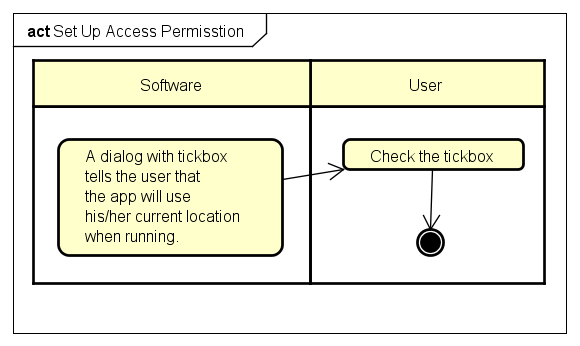 act Set Up Access Permisstion
Software
User
A dialog with tickbox
tells the user that
the app will use
his/her current location
when running.
Check the tickbox